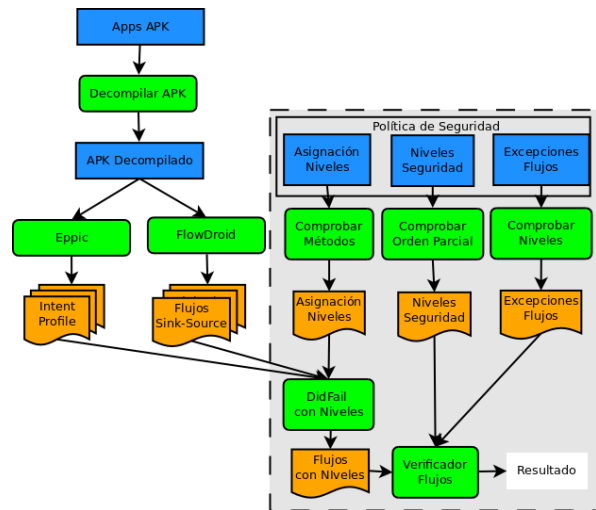 Apps APK
Decompilar APK
APK Decompilado
Eppic
FlowDroid
Intent
Profile
Flujos
Sink-Source
Política de Seguridad
Asignación
Niveles
Niveles
Seguridad
Excepciones
Flujos
Comprobar
Métodos
Comprobar
Orden Parcial
Comprobar
Niveles
Asignación
Niveles
Niveles
Seguridad
Excepciones
Flujos
DidFail
con Niveles
Flujos
con NIveles
Verificador
Flujos
Resultado